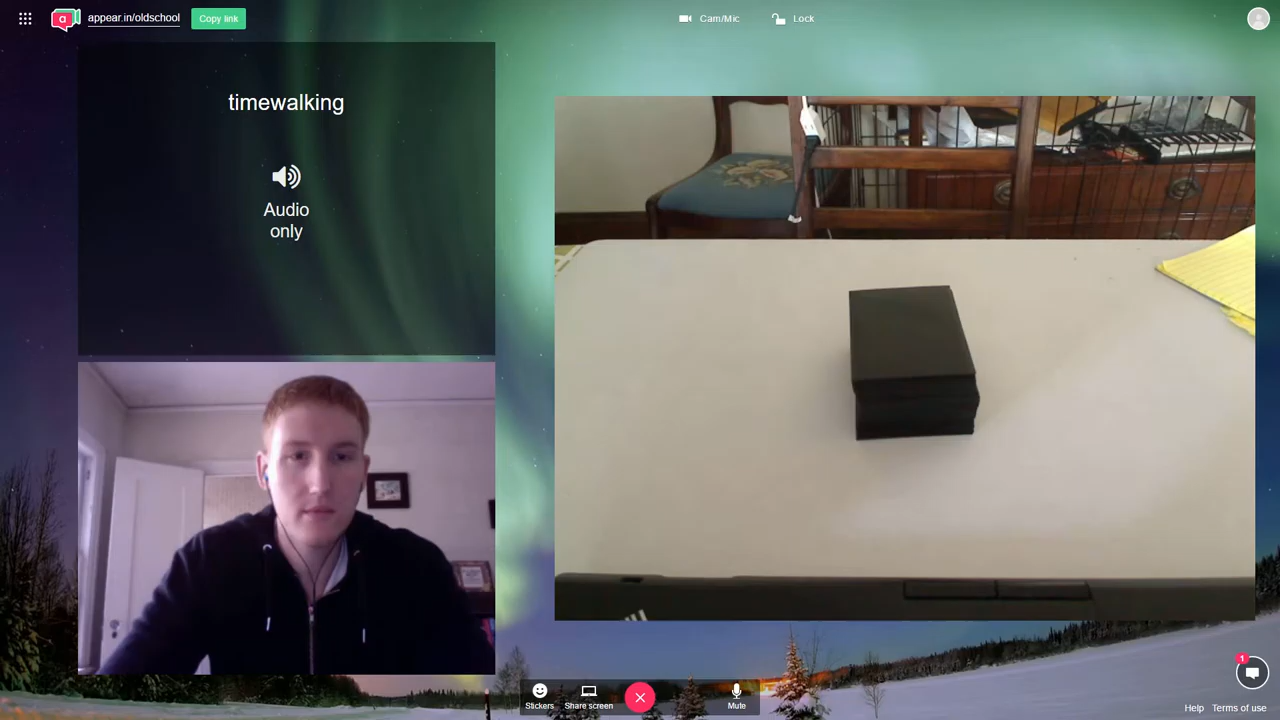 appear.in/oldschool
Copy link
Cam/Mic
Lock
timewalking
Audio
only
Stickers
Share screen
Mute
1
Help
Terms of use